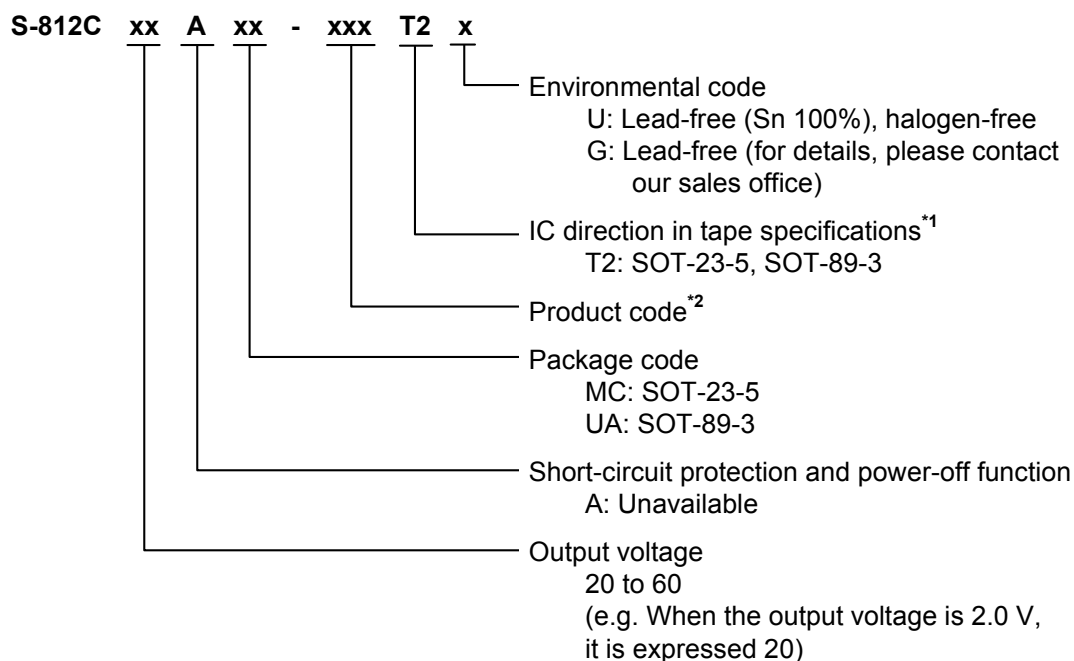 S-812C xx A xx - xxx T2 x
Environmental code
U: Lead-free (Sn 100%), halogen-free
G: Lead-free (for details, please contact
our sales office)
IC direction in tape specifications*1
T2: SOT-23-5, SOT-89-3
Product code*2
Package code
MC: SOT-23-5
UA: SOT-89-3
Short-circuit protection and power-off function
A: Unavailable
Output voltage
20 to 60
(e.g. When the output voltage is 2.0 V,
it is expressed 20)